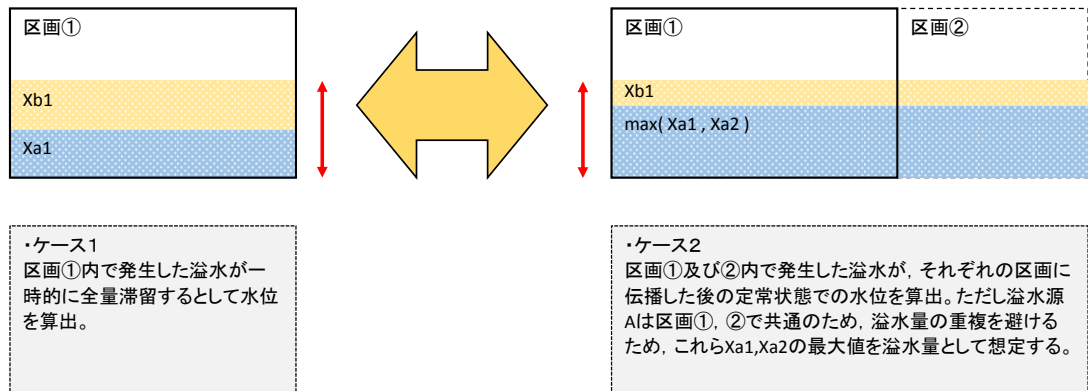 区画①
Xb1
Xa1
区画①
区画②
Xb1
max( Xa1 , Xa2 )
・ケース1
区画①内で発生した溢水が一
時的に全量滞留するとして水位
を算出。
・ケース2
区画①及び②内で発生した溢水が，それぞれの区画に
伝播した後の定常状態での水位を算出。ただし溢水源
Aは区画①，②で共通のため，溢水量の重複を避ける
ため，これらXa1,Xa2の最大値を溢水量として想定する。